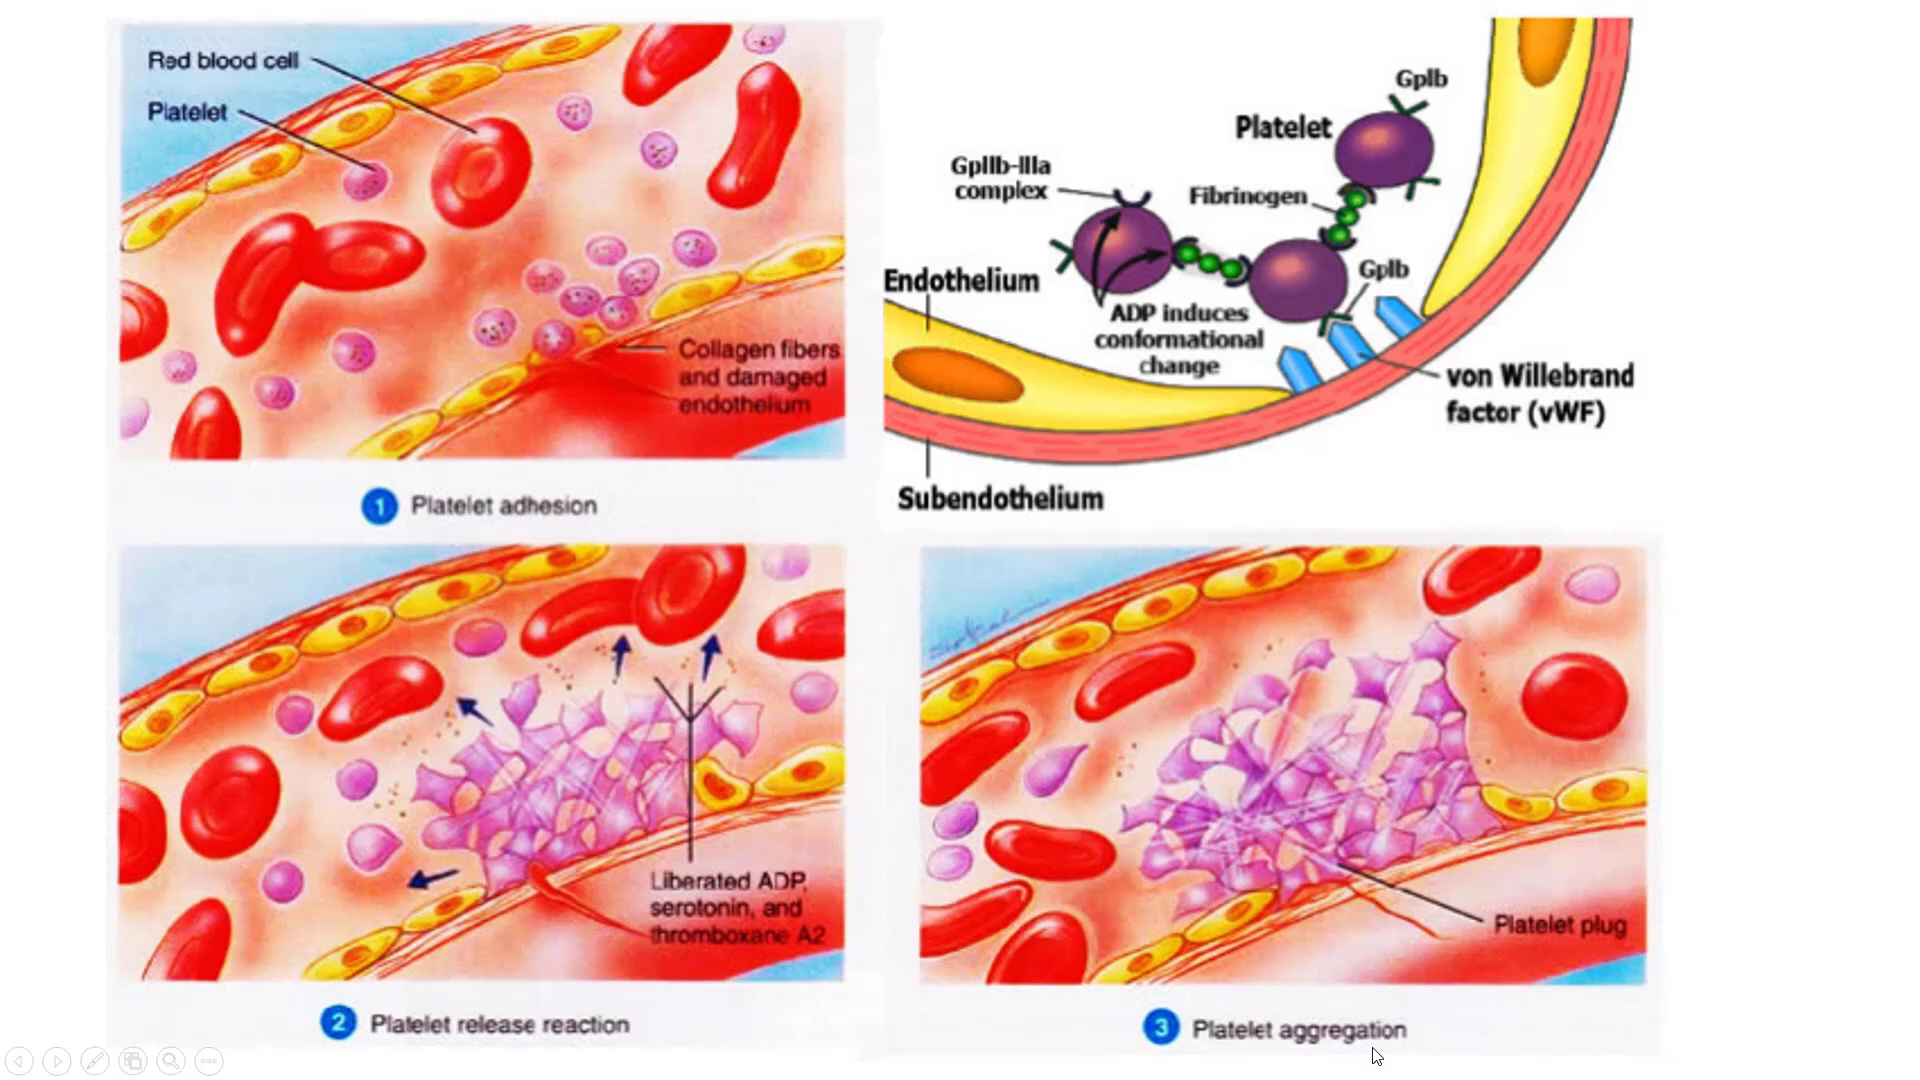 Red blood cell
Platelet
Collagen fibers
and damaged
endothelium
1 Platelet adhesion
GpIb
Platelet
GpIIb-IIIa
complex
Fibrinogen
GpIb
Endothelium
ADP induces
conformational
change
von Willebrand
factor (vWF)
Subendothelium
Liberated ADP,
serotonin, and
thromboxane A2
2 Platelet release reaction
Platelet plug
3 Platelet aggregation